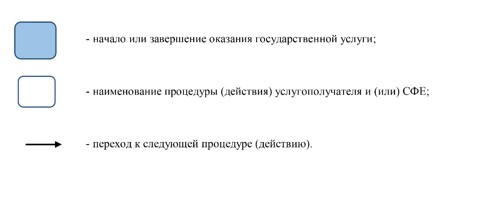 - начало или завершение оказания государственной услуги;
- наименование процедуры (действия) услугополучателя и (или) СФЕ;
- переход к следующей процедуре (действию).